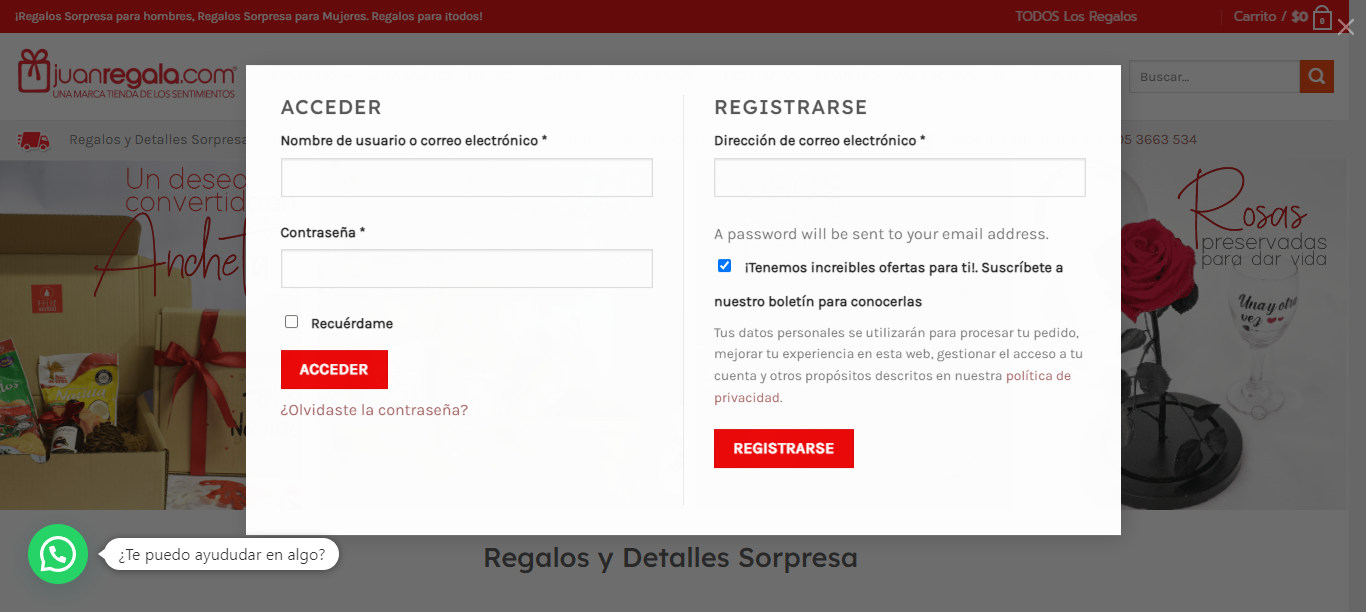 ¡Regalos Sorpresa para hombres, Regalos Sorpresa para Mujeres. Regalos para ¡todos!
TODOS Los Regalos
Carrito / $0
0
juanregala.com
UNA MARCA TIENDA DE LOS SENTIMIENTOS
Buscar...
Regalos y Detalles Sorpresa
05 3663 534
ACCEDER
Nombre de usuario o correo electrónico *
Contraseña *
Recuérdame
ACCEDER
¿Olvidaste la contraseña?
REGISTRARSE
Dirección de correo electrónico *
A password will be sent to your email address.
¡Tenemos increibles ofertas para ti!. Suscríbete a
nuestro boletín para conocerlas
Tus datos personales se utilizarán para procesar tu pedido,
mejorar tu experiencia en esta web, gestionar el acceso a tu
cuenta y otros propósitos descritos en nuestra política de
privacidad.
REGISTRARSE
Un deseo
convertid
Anchet
Rosas
preservadas
para dar vida
Una y otra
vez
¿Te puedo ayududar en algo?
Regalos y Detalles Sorpresa